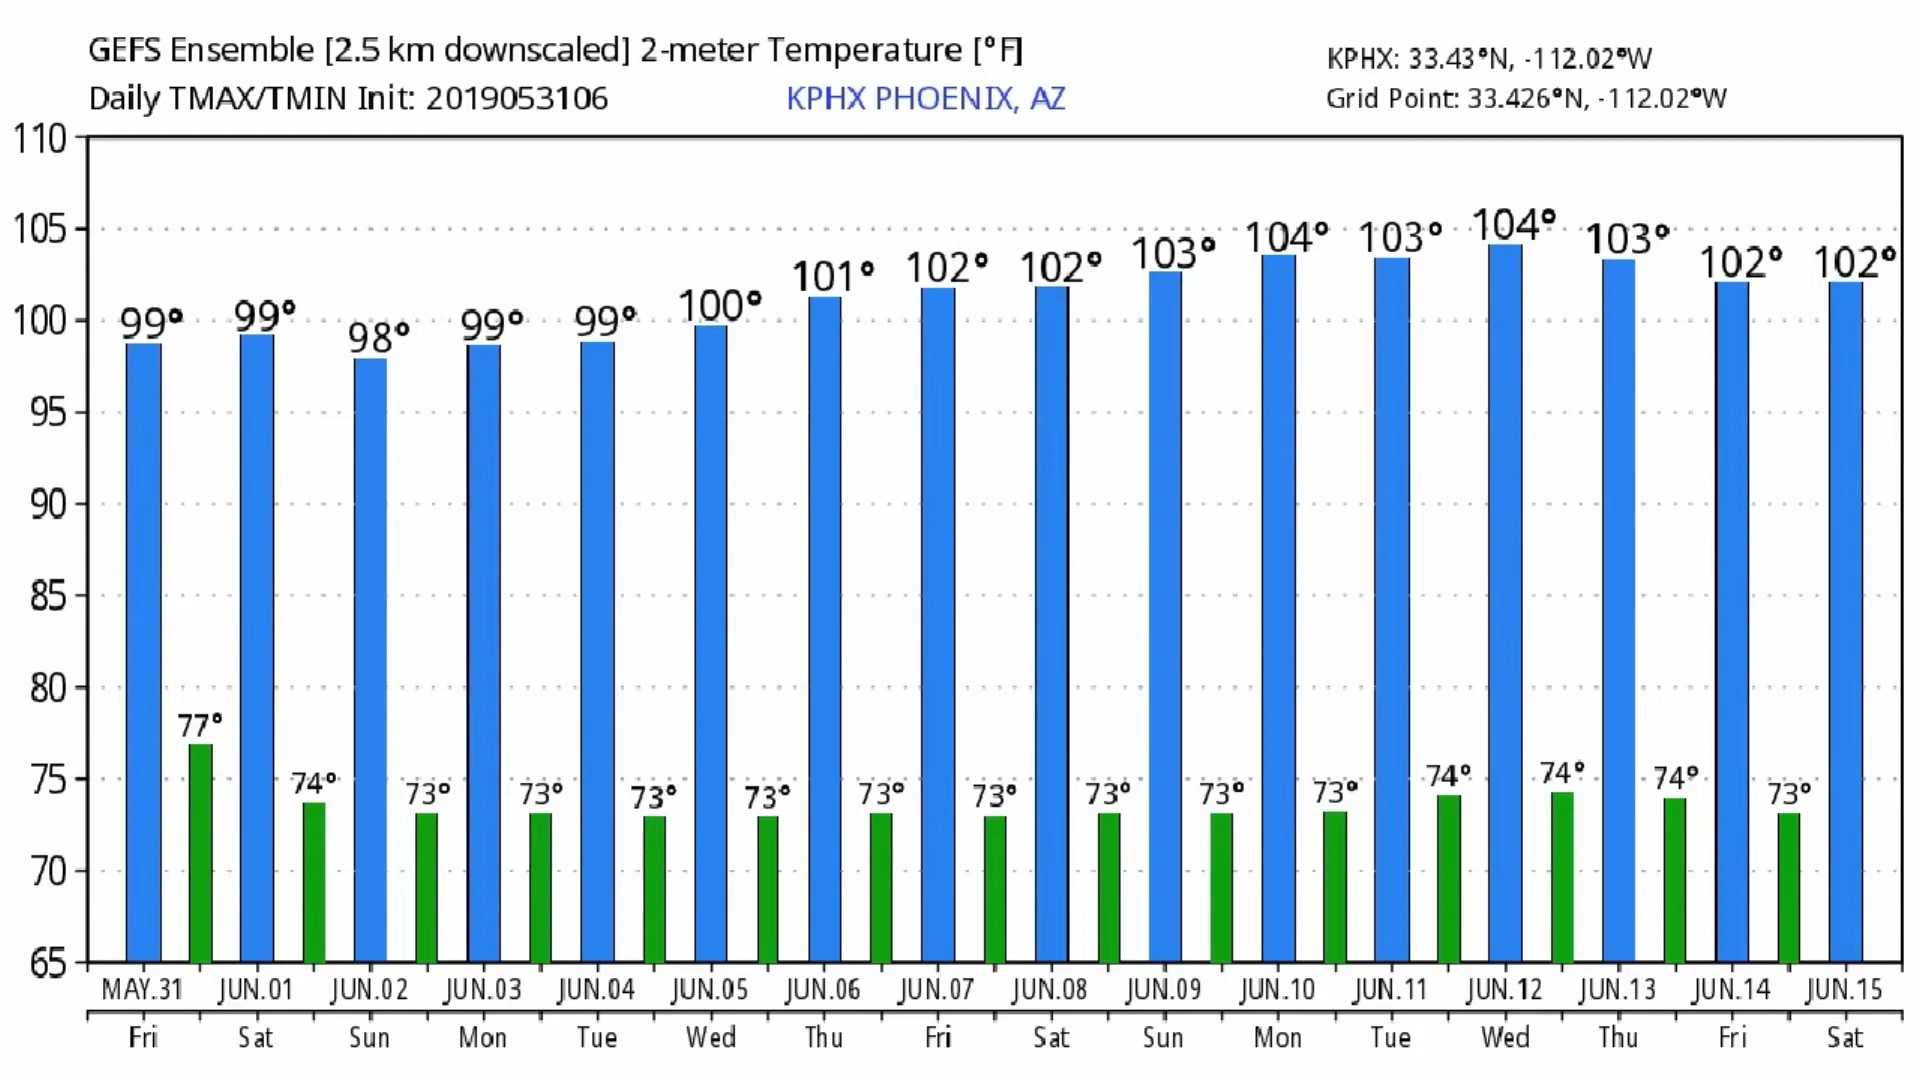 GEFS Ensemble [2.5 km downscaled] 2-meter Temperature [°F]
Daily TMAX/TMIN Init: 2019053106
KPHX PHOENIX, AZ
KPHX: 33.43°N, -112.02°W
Grid Point: 33.426°N, -112.02°W
110
105
100
95
90
85
80
75
70
65
99° 99° 98° 99° 99° 100° 101° 102° 102° 103° 104° 103° 104° 103° 102° 102°
77° 74° 73° 73° 73° 73° 73° 73° 73° 73° 73° 74° 74° 74° 73°
MAY.31 JUN.01 JUN.02 JUN.03 JUN.04 JUN.05 JUN.06 JUN.07 JUN.08 JUN.09 JUN.10 JUN.11 JUN.12 JUN.13 JUN.14 JUN.15
Fri Sat Sun Mon Tue Wed Thu Fri Sat Sun Mon Tue Wed Thu Fri Sat